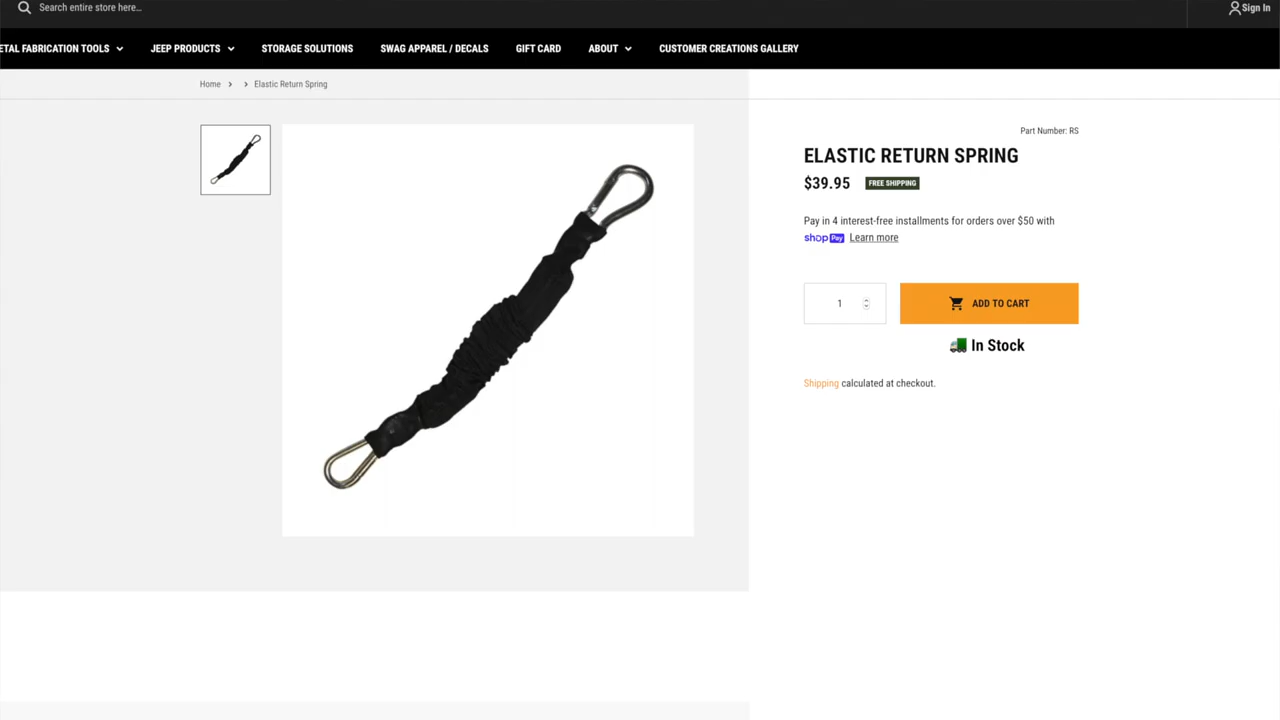 Search entire store here...
Sign In
ETAL FABRICATION TOOLS
JEEP PRODUCTS
STORAGE SOLUTIONS
SWAG APPAREL / DECALS
GIFT CARD
ABOUT
CUSTOMER CREATIONS GALLERY
Home > > Elastic Return Spring
Part Number: RS
ELASTIC RETURN SPRING
$39.95 FREE SHIPPING
Pay in 4 interest-free installments for orders over $50 with
shop Pay Learn more
1
ADD TO CART
In Stock
Shipping calculated at checkout.